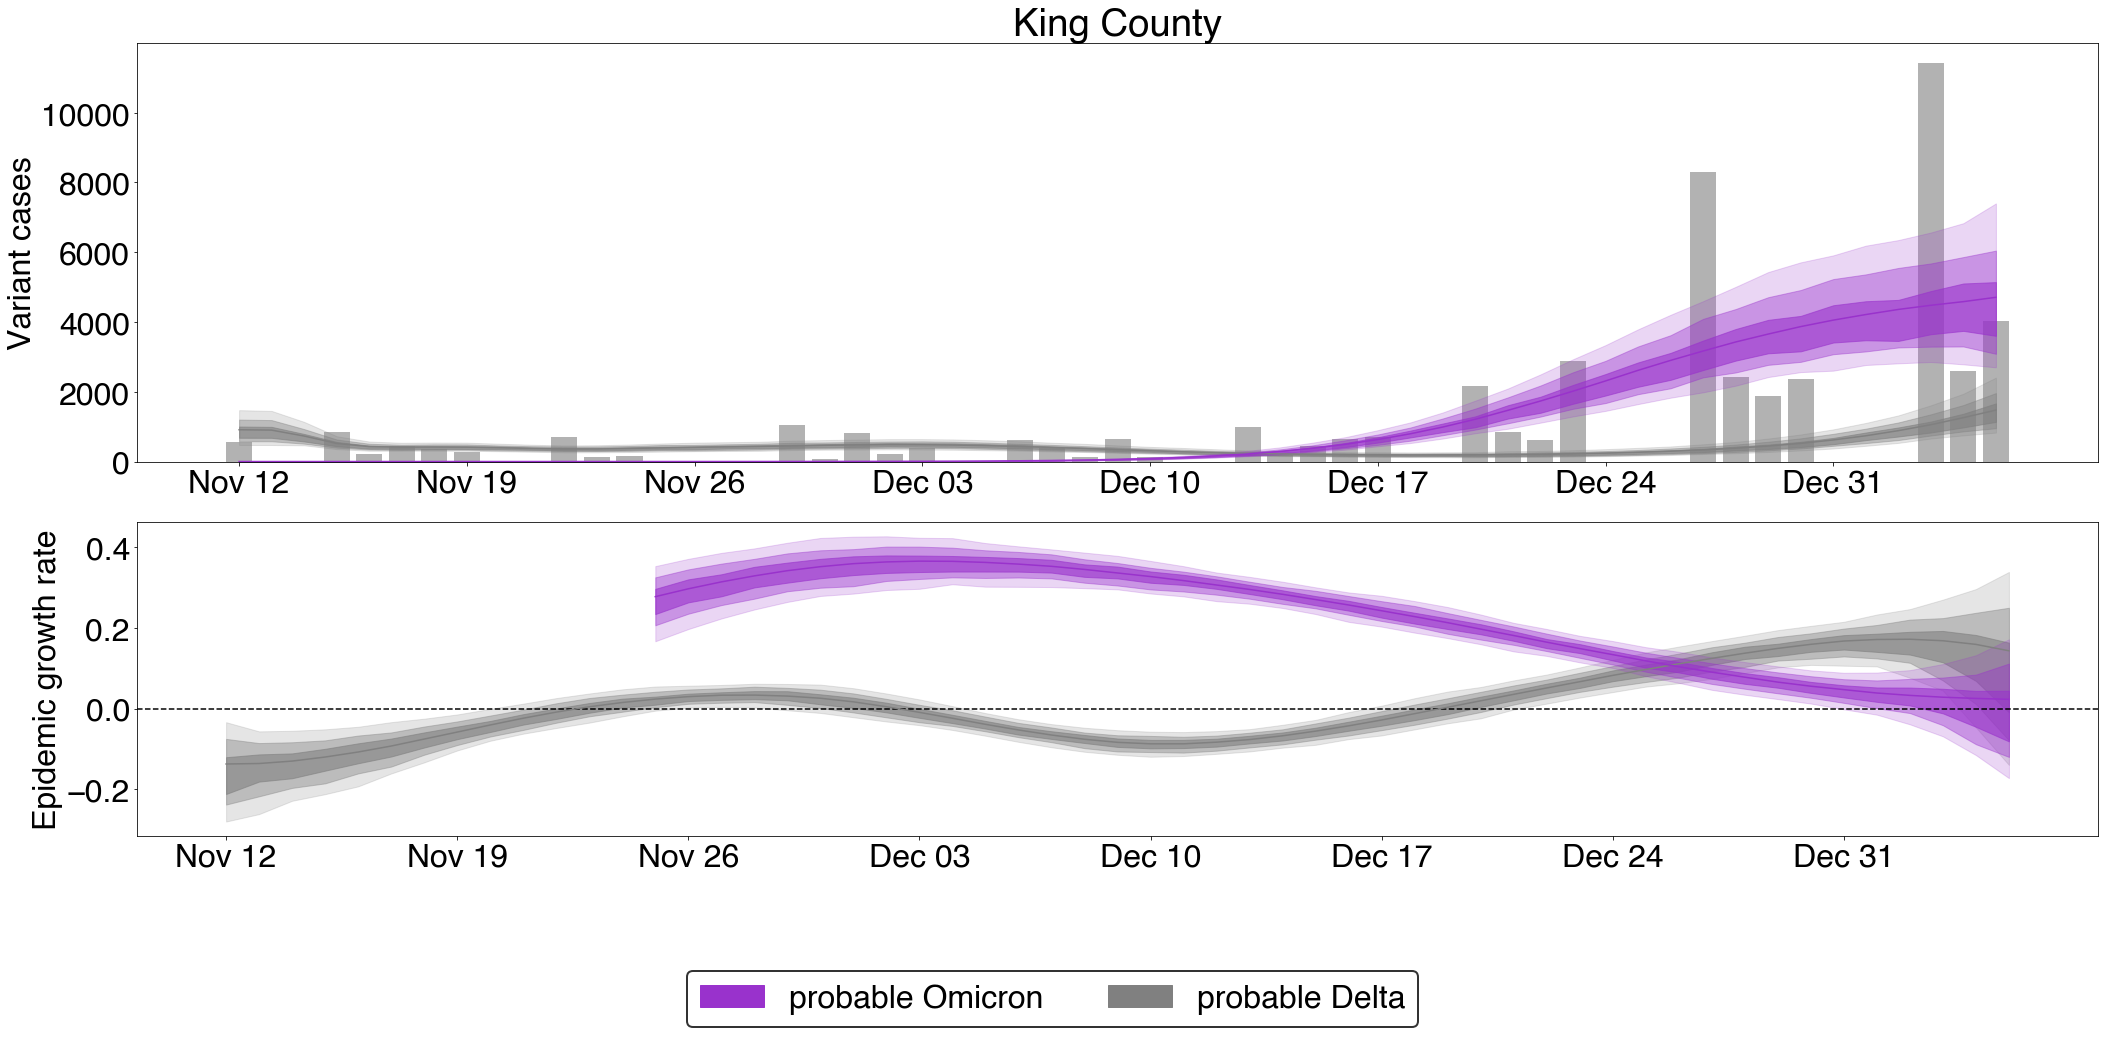 King County
Variant cases
10000
8000
6000
4000
2000
0
Nov 12 Nov 19 Nov 26 Dec 03 Dec 10 Dec 17 Dec 24 Dec 31
Epidemic growth rate
0.4
0.2
0.0
−0.2
Nov 12 Nov 19 Nov 26 Dec 03 Dec 10 Dec 17 Dec 24 Dec 31
probable Omicron probable Delta